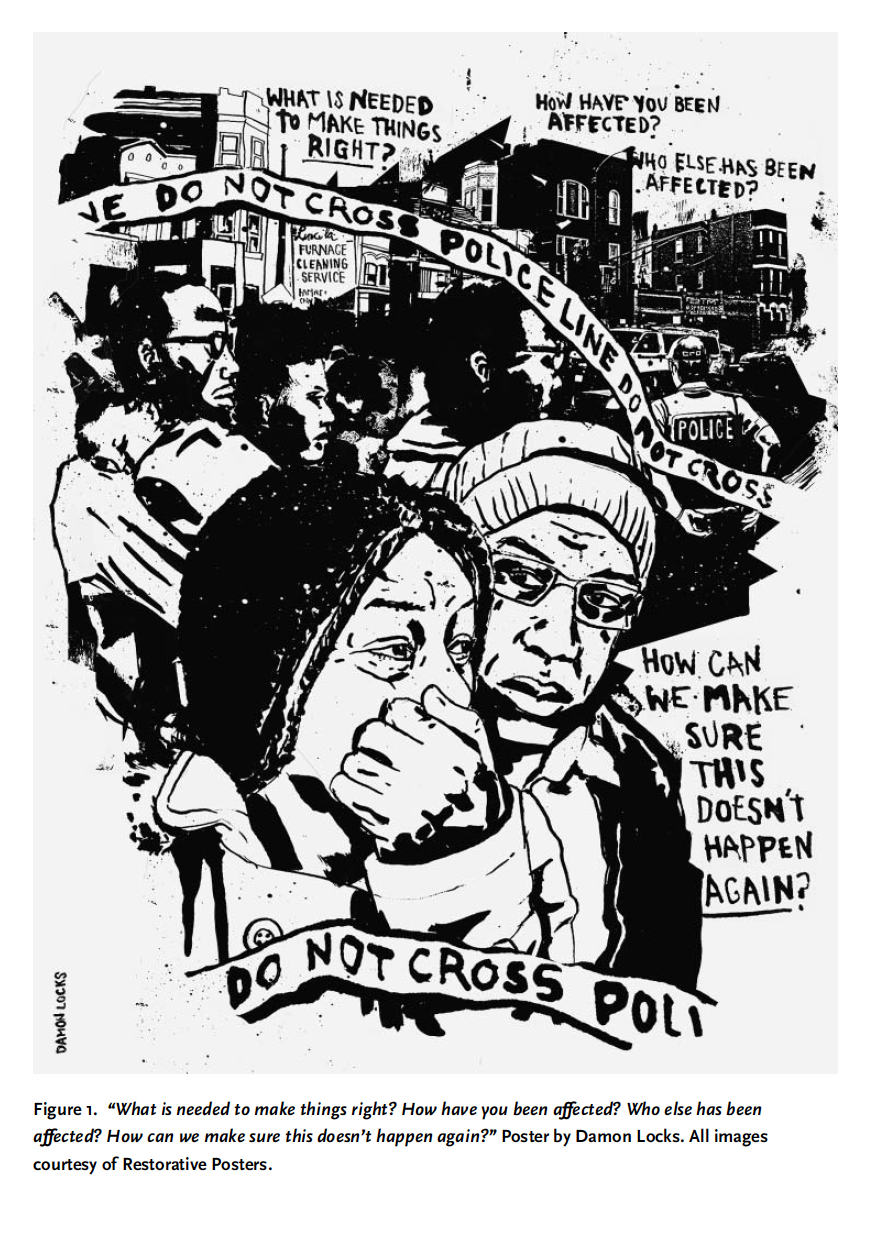 WHAT IS NEEDED
TO MAKE THINGS
RIGHT?
HOW HAVE YOU BEEN
AFFECTED?
WHO ELSE HAS BEEN
AFFECTED?
NE DO NOT CROSS POLICE LINE DO NOT CROSS
FURNACE
CLEANING
SERVICE
POLICE
HOW CAN
WE MAKE
SURE
THIS
DOESN'T
HAPPEN
AGAIN?
DO NOT CROSS POLI
DAMON LOCKS
Figure 1. “What is needed to make things right? How have you been affected? Who else has been
affected? How can we make sure this doesn’t happen again?” Poster by Damon Locks. All images
courtesy of Restorative Posters.